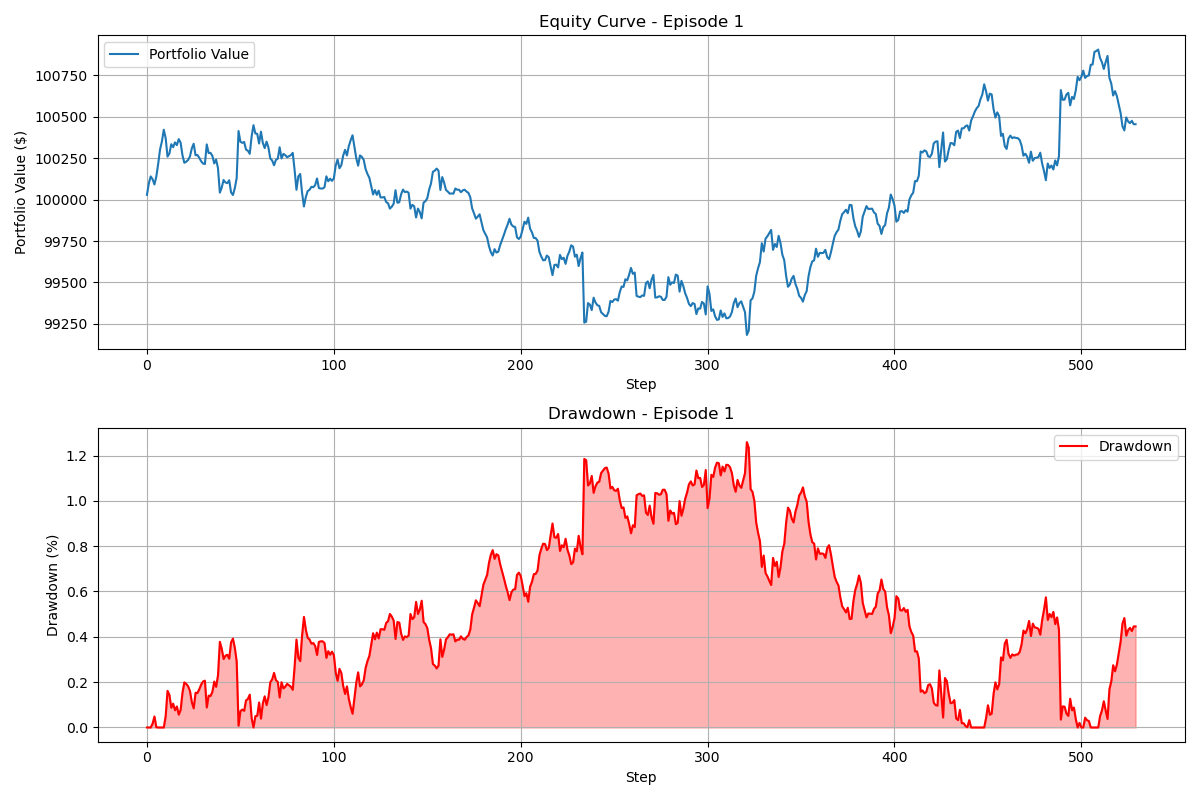 Equity Curve - Episode 1
Portfolio Value
Portfolio Value ($)
100750
100500
100250
100000
99750
99500
99250
0 100 200 300 400 500
Step
Drawdown - Episode 1
Drawdown
Drawdown (%)
1.2
1.0
0.8
0.6
0.4
0.2
0.0
0 100 200 300 400 500
Step